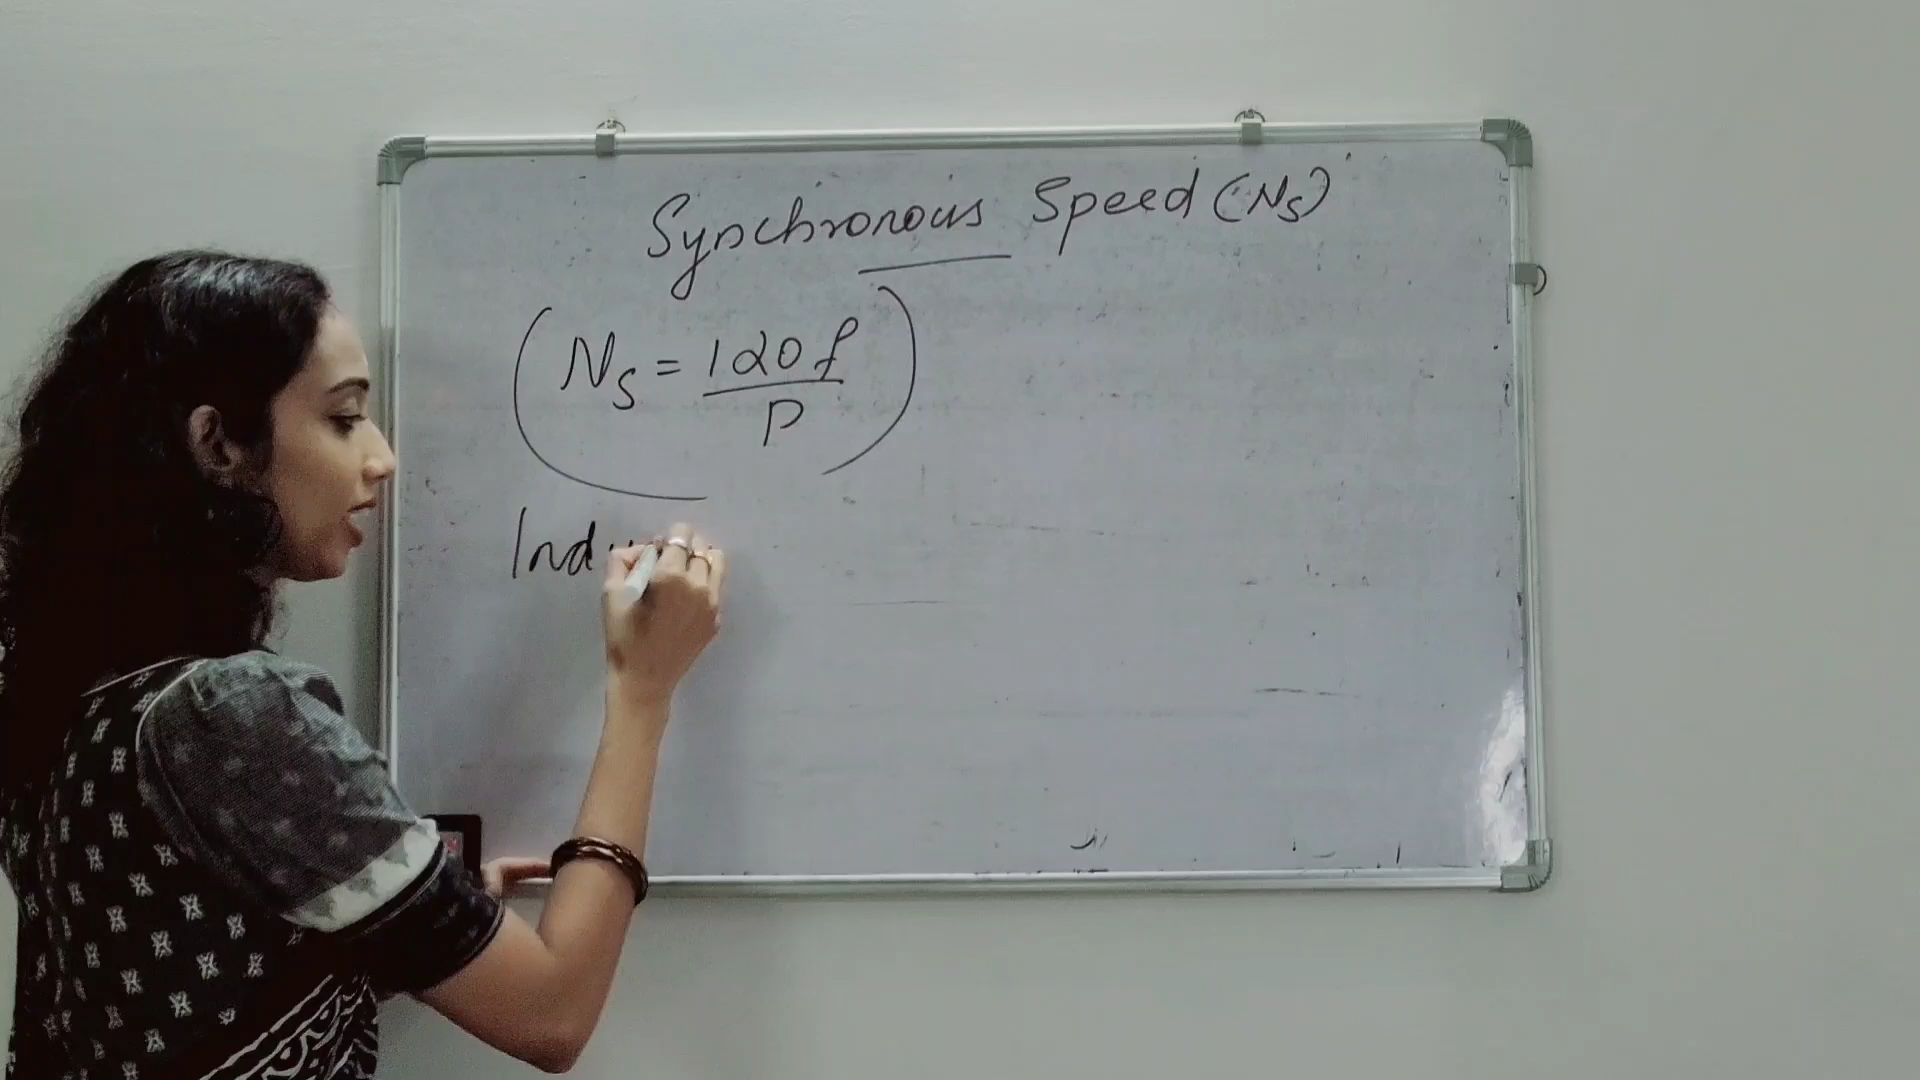 Synchronous Speed (Ns)
Ns = 120f
P